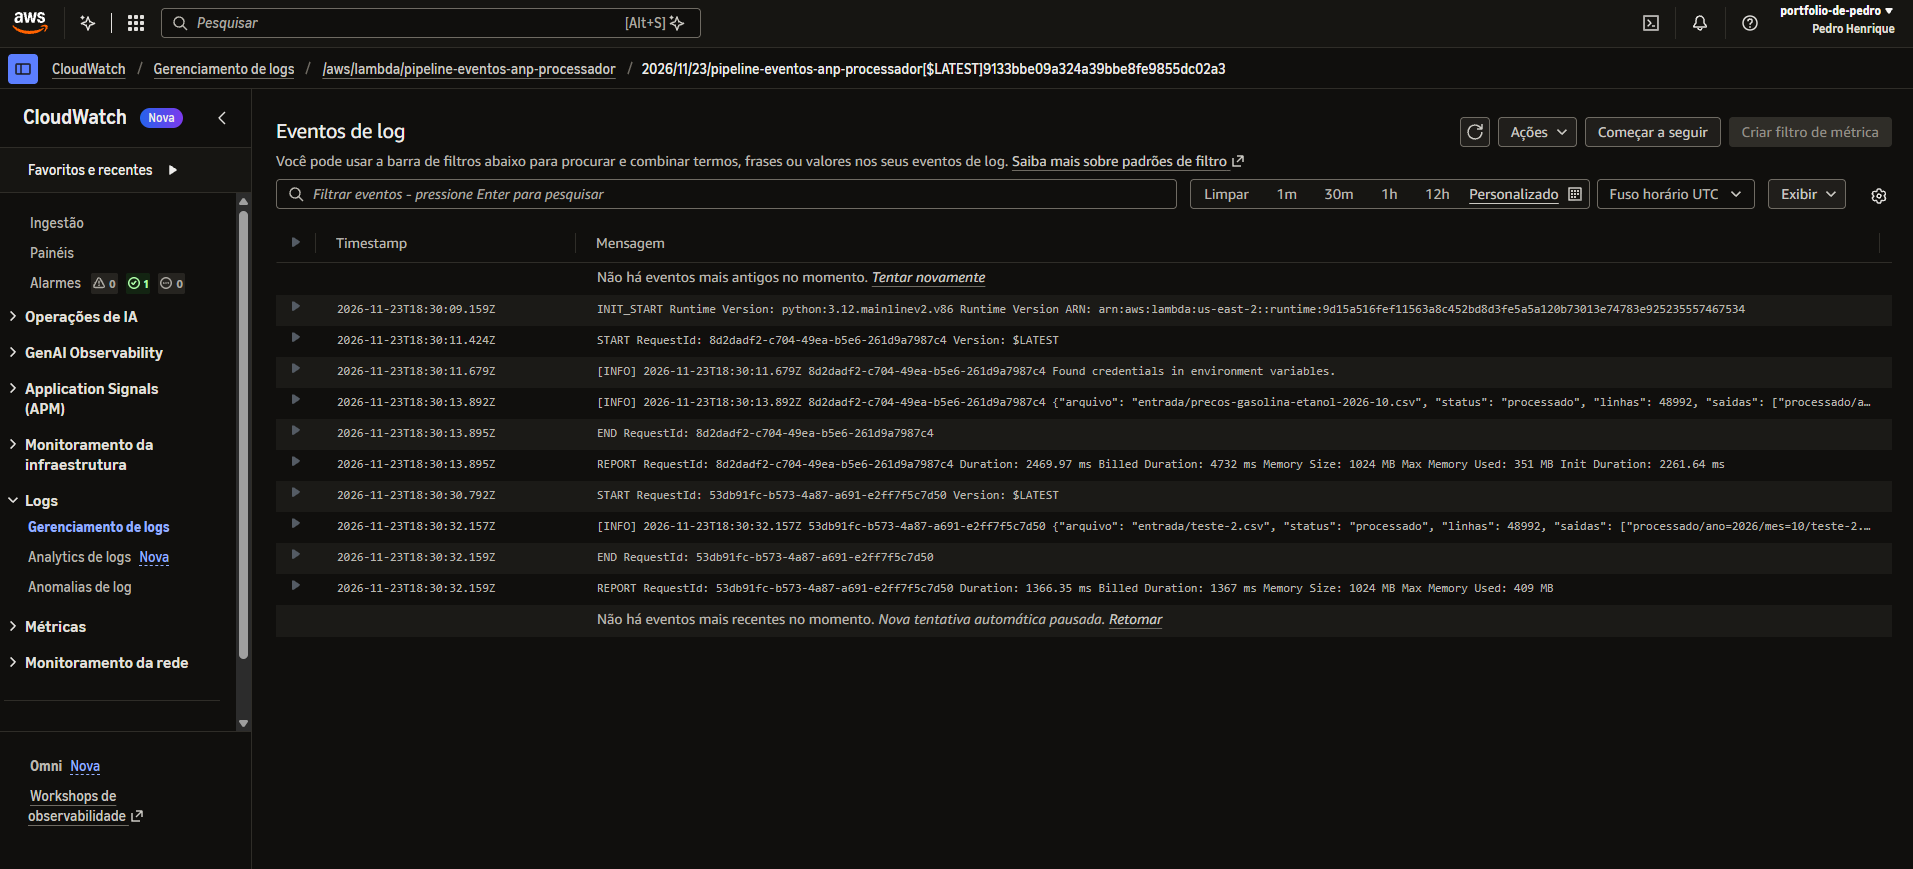 aws
Pesquisar [Alt+S]
portfolio-de-pedro
Pedro Henrique
CloudWatch / Gerenciamento de logs / /aws/lambda/pipeline-eventos-anp-processador / 2026/11/23/pipeline-eventos-anp-processador[$LATEST]9133bbe09a324a39bbe8fe9855dc02a3
CloudWatch Nova
Favoritos e recentes
Ingestão
Painéis
Alarmes 0 1 0
Operações de IA
GenAI Observability
Application Signals
(APM)
Monitoramento da
infraestrutura
Logs
Gerenciamento de logs
Analytics de logs Nova
Anomalias de log
Métricas
Monitoramento da rede
Omni Nova
Workshops de
observabilidade
Eventos de log
Ações Começar a seguir Criar filtro de métrica
Você pode usar a barra de filtros abaixo para procurar e combinar termos, frases ou valores nos seus eventos de log. Saiba mais sobre padrões de filtro
Filtrar eventos - pressione Enter para pesquisar Limpar 1m 30m 1h 12h Personalizado Fuso horário UTC Exibir
Timestamp Mensagem
Não há eventos mais antigos no momento. Tentar novamente
2026-11-23T18:30:09.159Z INIT_START Runtime Version: python:3.12.mainlinev2.v86 Runtime Version ARN: arn:aws:lambda:us-east-2::runtime:9d15a516fef11563a8c452bd8d3fe5a5a120b73013e74783e925235557467534
2026-11-23T18:30:11.424Z START RequestId: 8d2dadf2-c704-49ea-b5e6-261d9a7987c4 Version: $LATEST
2026-11-23T18:30:11.679Z [INFO] 2026-11-23T18:30:11.679Z 8d2dadf2-c704-49ea-b5e6-261d9a7987c4 Found credentials in environment variables.
2026-11-23T18:30:13.892Z [INFO] 2026-11-23T18:30:13.892Z 8d2dadf2-c704-49ea-b5e6-261d9a7987c4 {"arquivo": "entrada/precos-gasolina-etanol-2026-10.csv", "status": "processado", "linhas": 48992, "saidas": ["processado/a…
2026-11-23T18:30:13.895Z END RequestId: 8d2dadf2-c704-49ea-b5e6-261d9a7987c4
2026-11-23T18:30:13.895Z REPORT RequestId: 8d2dadf2-c704-49ea-b5e6-261d9a7987c4 Duration: 2469.97 ms Billed Duration: 4732 ms Memory Size: 1024 MB Max Memory Used: 351 MB Init Duration: 2261.64 ms
2026-11-23T18:30:30.792Z START RequestId: 53db91fc-b573-4a87-a691-e2ff7f5c7d50 Version: $LATEST
2026-11-23T18:30:32.157Z [INFO] 2026-11-23T18:30:32.157Z 53db91fc-b573-4a87-a691-e2ff7f5c7d50 {"arquivo": "entrada/teste-2.csv", "status": "processado", "linhas": 48992, "saidas": ["processado/ano=2026/mes=10/teste-2.…
2026-11-23T18:30:32.159Z END RequestId: 53db91fc-b573-4a87-a691-e2ff7f5c7d50
2026-11-23T18:30:32.159Z REPORT RequestId: 53db91fc-b573-4a87-a691-e2ff7f5c7d50 Duration: 1366.35 ms Billed Duration: 1367 ms Memory Size: 1024 MB Max Memory Used: 409 MB
Não há eventos mais recentes no momento. Nova tentativa automática pausada. Retomar